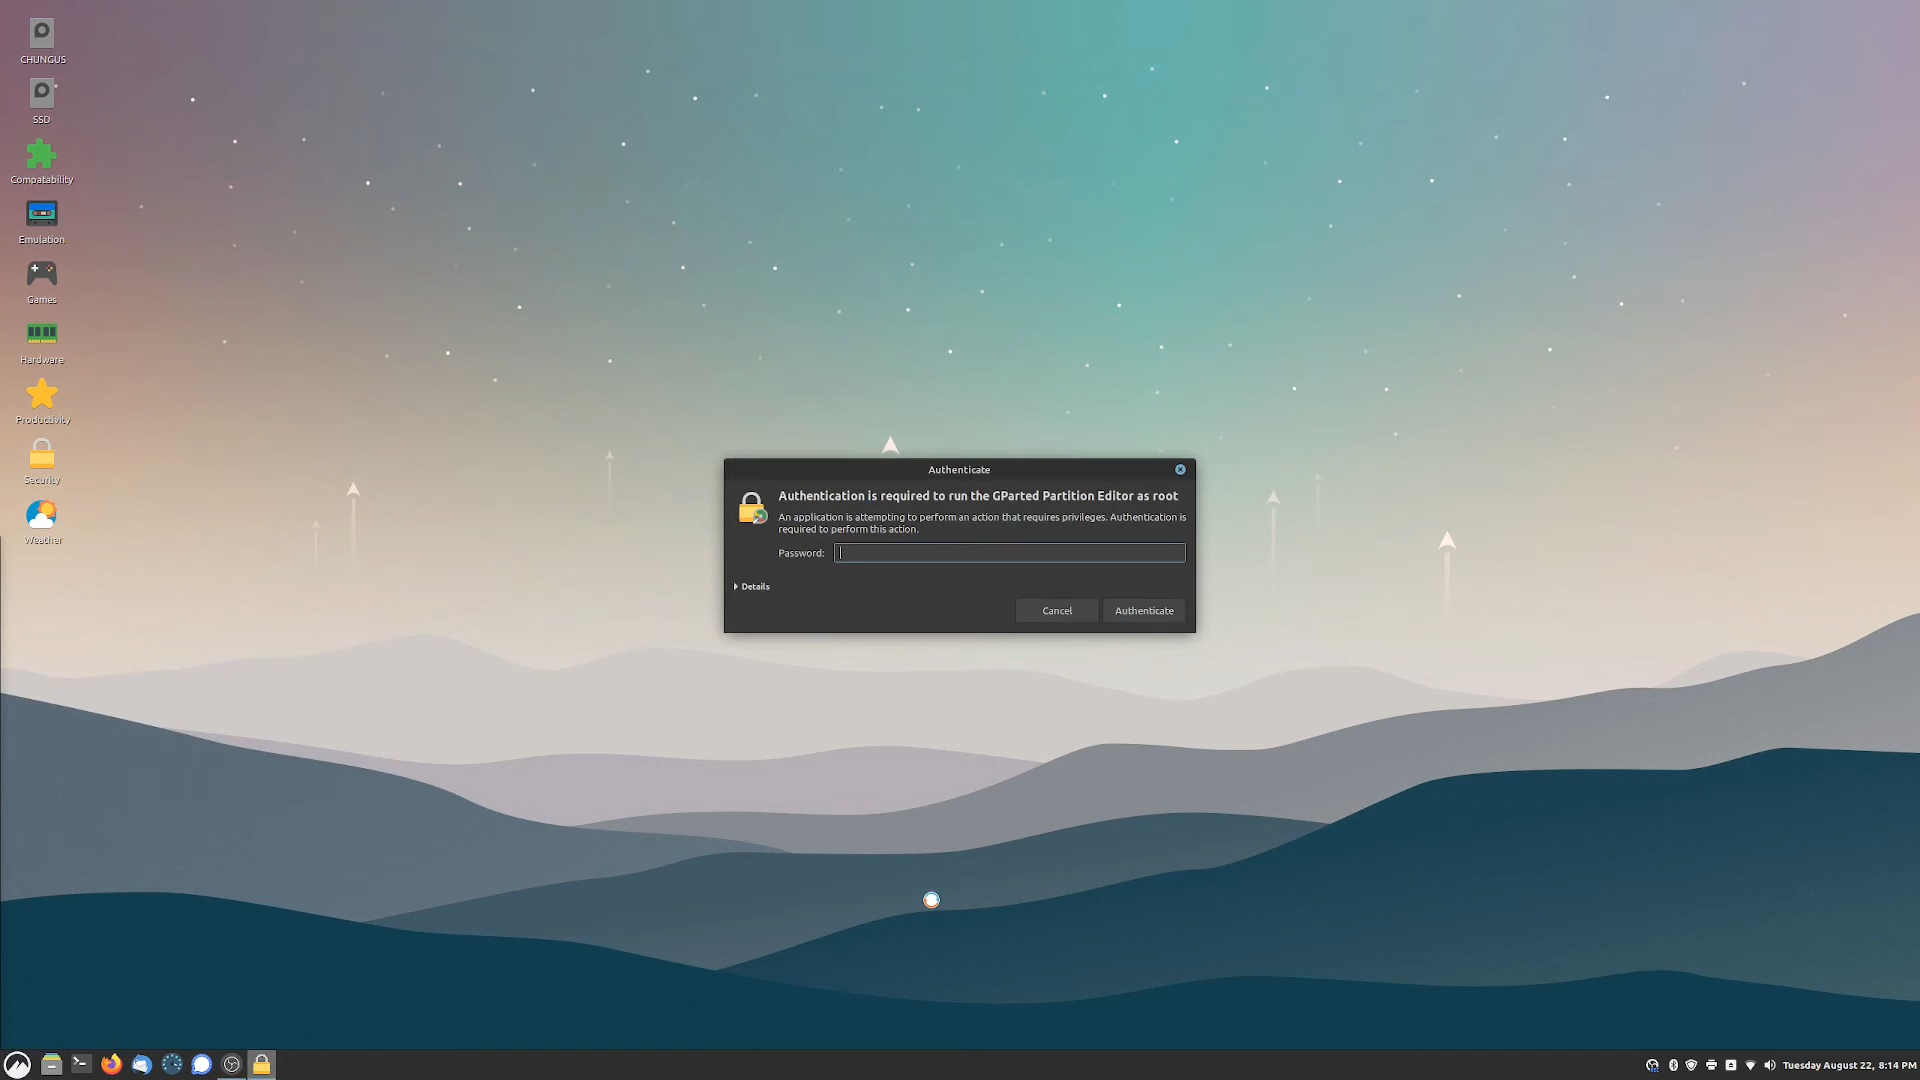 CHUNGUS
SSD
Compatability
Emulation
Games
Hardware
Productivity
Security
Weather
Authenticate
Authentication is required to run the GParted Partition Editor as root
An application is attempting to perform an action that requires privileges. Authentication is
required to perform this action.
Password:
Details
Cancel
Authenticate
Tuesday August 22, 8:14 PM